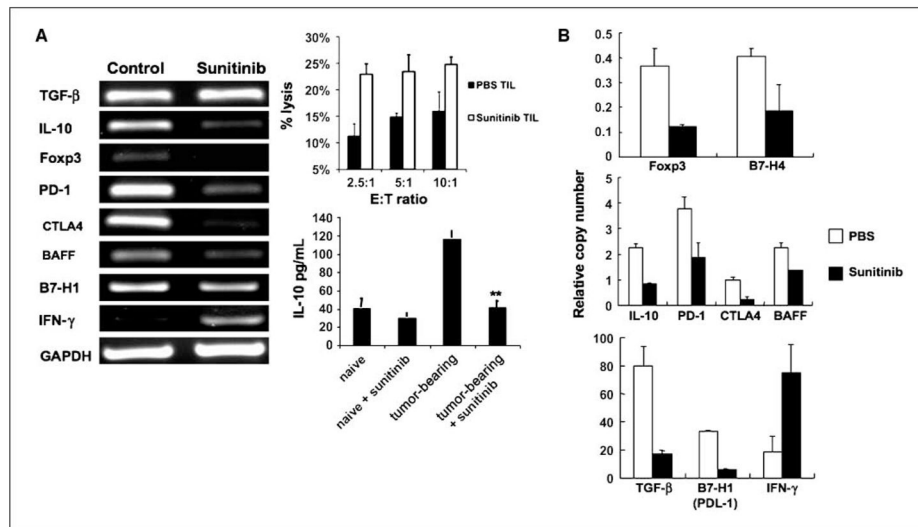 A
Control Sunitinib
TGF-β
IL-10
Foxp3
PD-1
CTLA4
BAFF
B7-H1
IFN-γ
GAPDH
30%
25%
20%
15%
10%
5%
% lysis
PBS TIL
Sunitinib TIL
2.5:1 5:1 10:1
E:T ratio
140
120
100
80
60
40
20
0
IL-10 pg/mL
**
naive
naive + sunitinib
tumor-bearing
tumor-bearing
+ sunitinib
B
0.5
0.4
0.3
0.2
0.1
0
Foxp3 B7-H4
Relative copy number
5
4
3
2
1
0
IL-10 PD-1 CTLA4 BAFF
PBS
Sunitinib
100
80
60
40
20
0
TGF-β B7-H1 IFN-γ
(PDL-1)